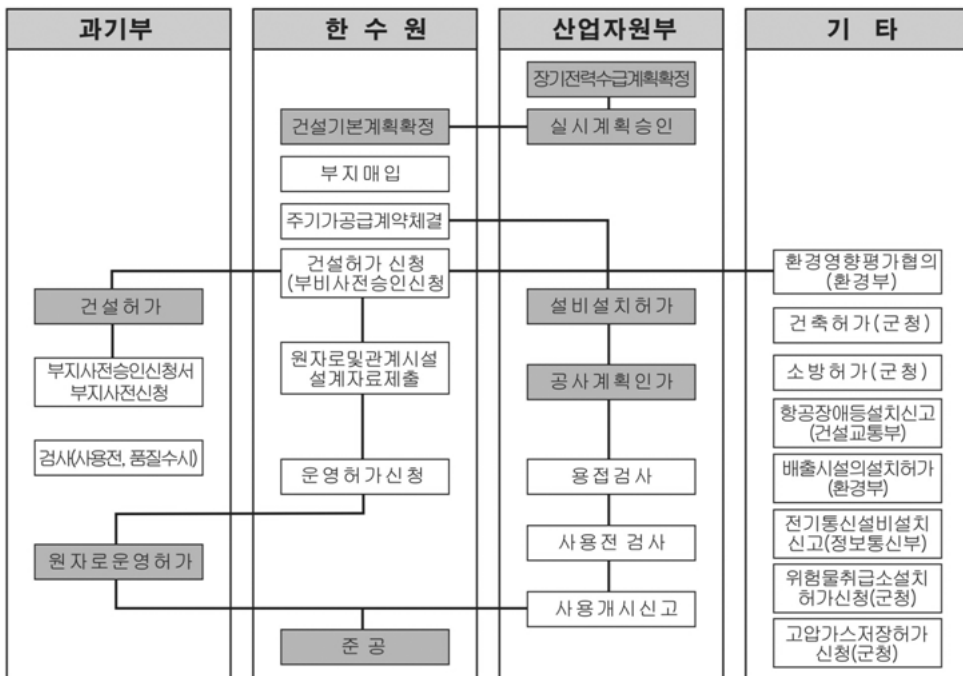 과기부
한 수 원
산업자원부
기 타
장기전력수급계획확정
건설기본계획확정
실시계획승인
부지매입
주기가공급계약체결
건설허가 신청
(부비사전승인신청
환경영향평가협의
(환경부)
건설허가
설비설치허가
건축허가(군청)
부지사전승인신청서
부지사전신청
원자로및관계시설
설계자료제출
공사계획인가
소방허가(군청)
항공장애등설치신고
(건설교통부)
검사(사용전, 품질수시)
운영허가신청
용접검사
배출시설의설치허가
(환경부)
원자로운영허가
사용전 검사
전기통신설비설치
신고(정보통신부)
사용개시신고
위험물취급소설치
허가신청(군청)
준 공
고압가스저장허가
신청(군청)